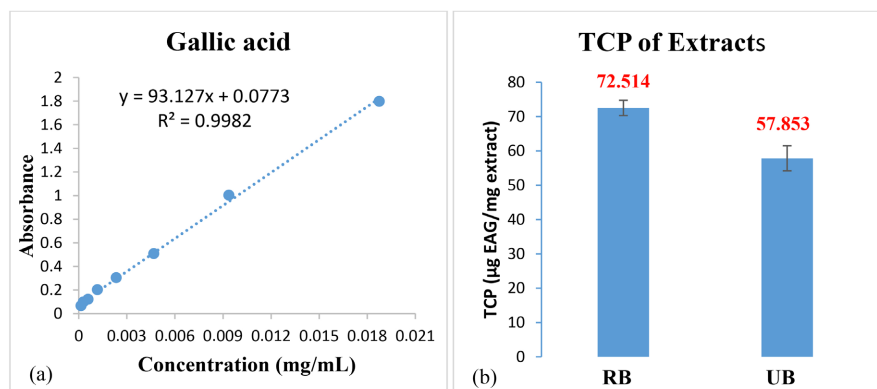 Gallic acid
y = 93.127x + 0.0773
R² = 0.9982
Absorbance
2
1.8
1.6
1.4
1.2
1
0.8
0.6
0.4
0.2
0
0 0.003 0.006 0.009 0.012 0.015 0.018 0.021
Concentration (mg/mL)
(a)
TCP of Extracts
TCP (µg EAG/mg extract)
80
70
60
50
40
30
20
10
0
72.514
57.853
RB UB
(b)